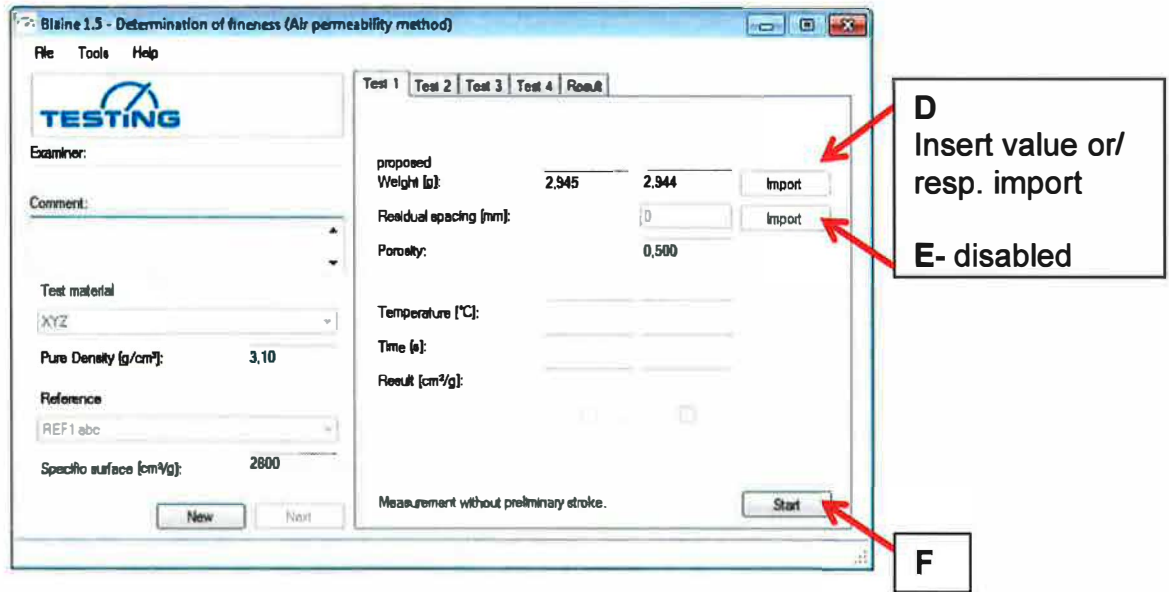 Blaine 1.5 - Determination of fineness (Air permeability method)
File Tools Help
TESTING
Examiner:
Comment:
Test material
XYZ
Pure Density [g/cm³]: 3,10
Reference
REF1 abc
Specific surface [cm²/g]: 2800
New Next
Test 1 Test 2 Test 3 Test 4 Result
proposed
Weight [g]: 2,945 2,944 Import
Residual spacing [mm]: 0 Import
Porosity: 0,500
Temperature [°C]:
Time [s]:
Result [cm²/g]:
Measurement without preliminary stroke. Start
D
Insert value or/
resp. import
E- disabled
F